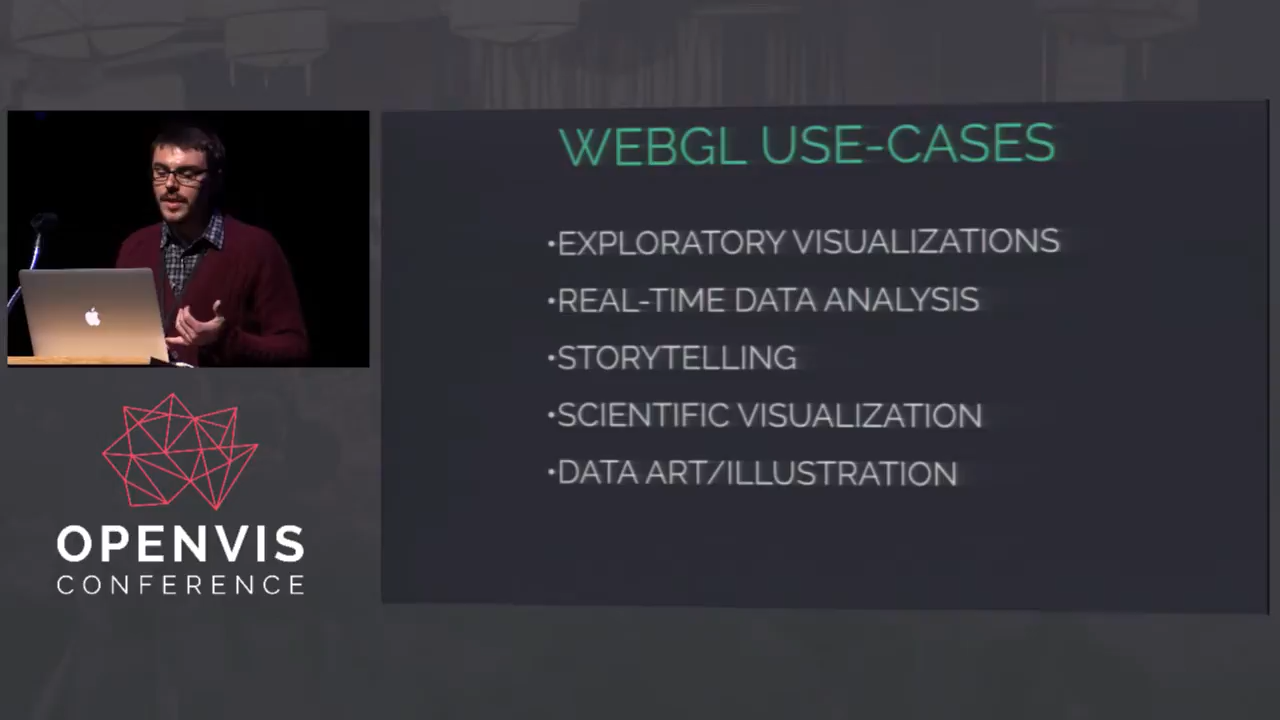 WEBGL USE-CASES
•EXPLORATORY VISUALIZATIONS
•REAL-TIME DATA ANALYSIS
•STORYTELLING
•SCIENTIFIC VISUALIZATION
•DATA ART/ILLUSTRATION
OPENVIS
CONFERENCE